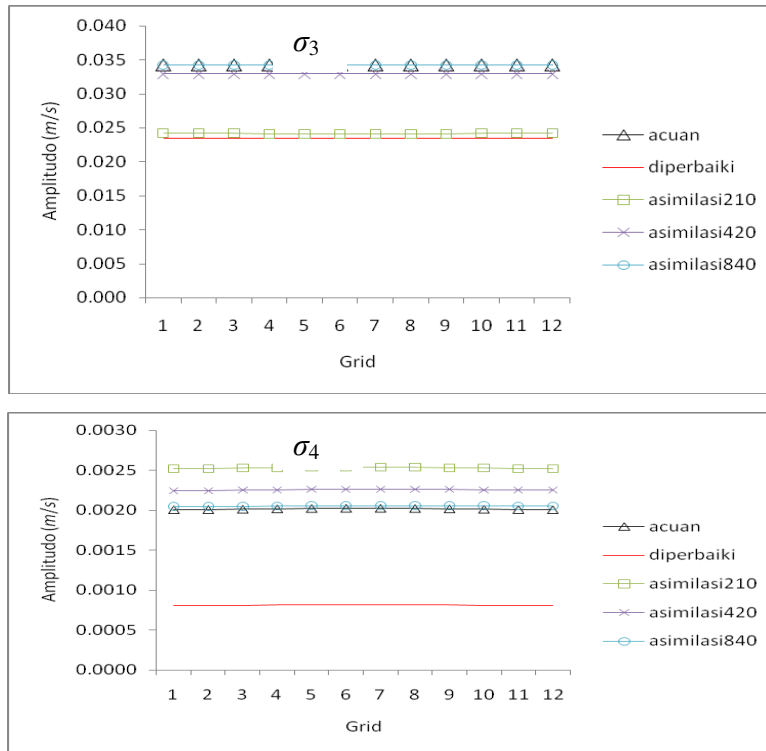 σ3
Amplitudo (m/s)
0.040
0.035
0.030
0.025
0.020
0.015
0.010
0.005
0.000
1 2 3 4 5 6 7 8 9 10 11 12
Grid
acuan
diperbaiki
asimilasi210
asimilasi420
asimilasi840
σ4
Amplitudo (m/s)
0.0030
0.0025
0.0020
0.0015
0.0010
0.0005
0.0000
1 2 3 4 5 6 7 8 9 10 11 12
Grid
acuan
diperbaiki
asimilasi210
asimilasi420
asimilasi840